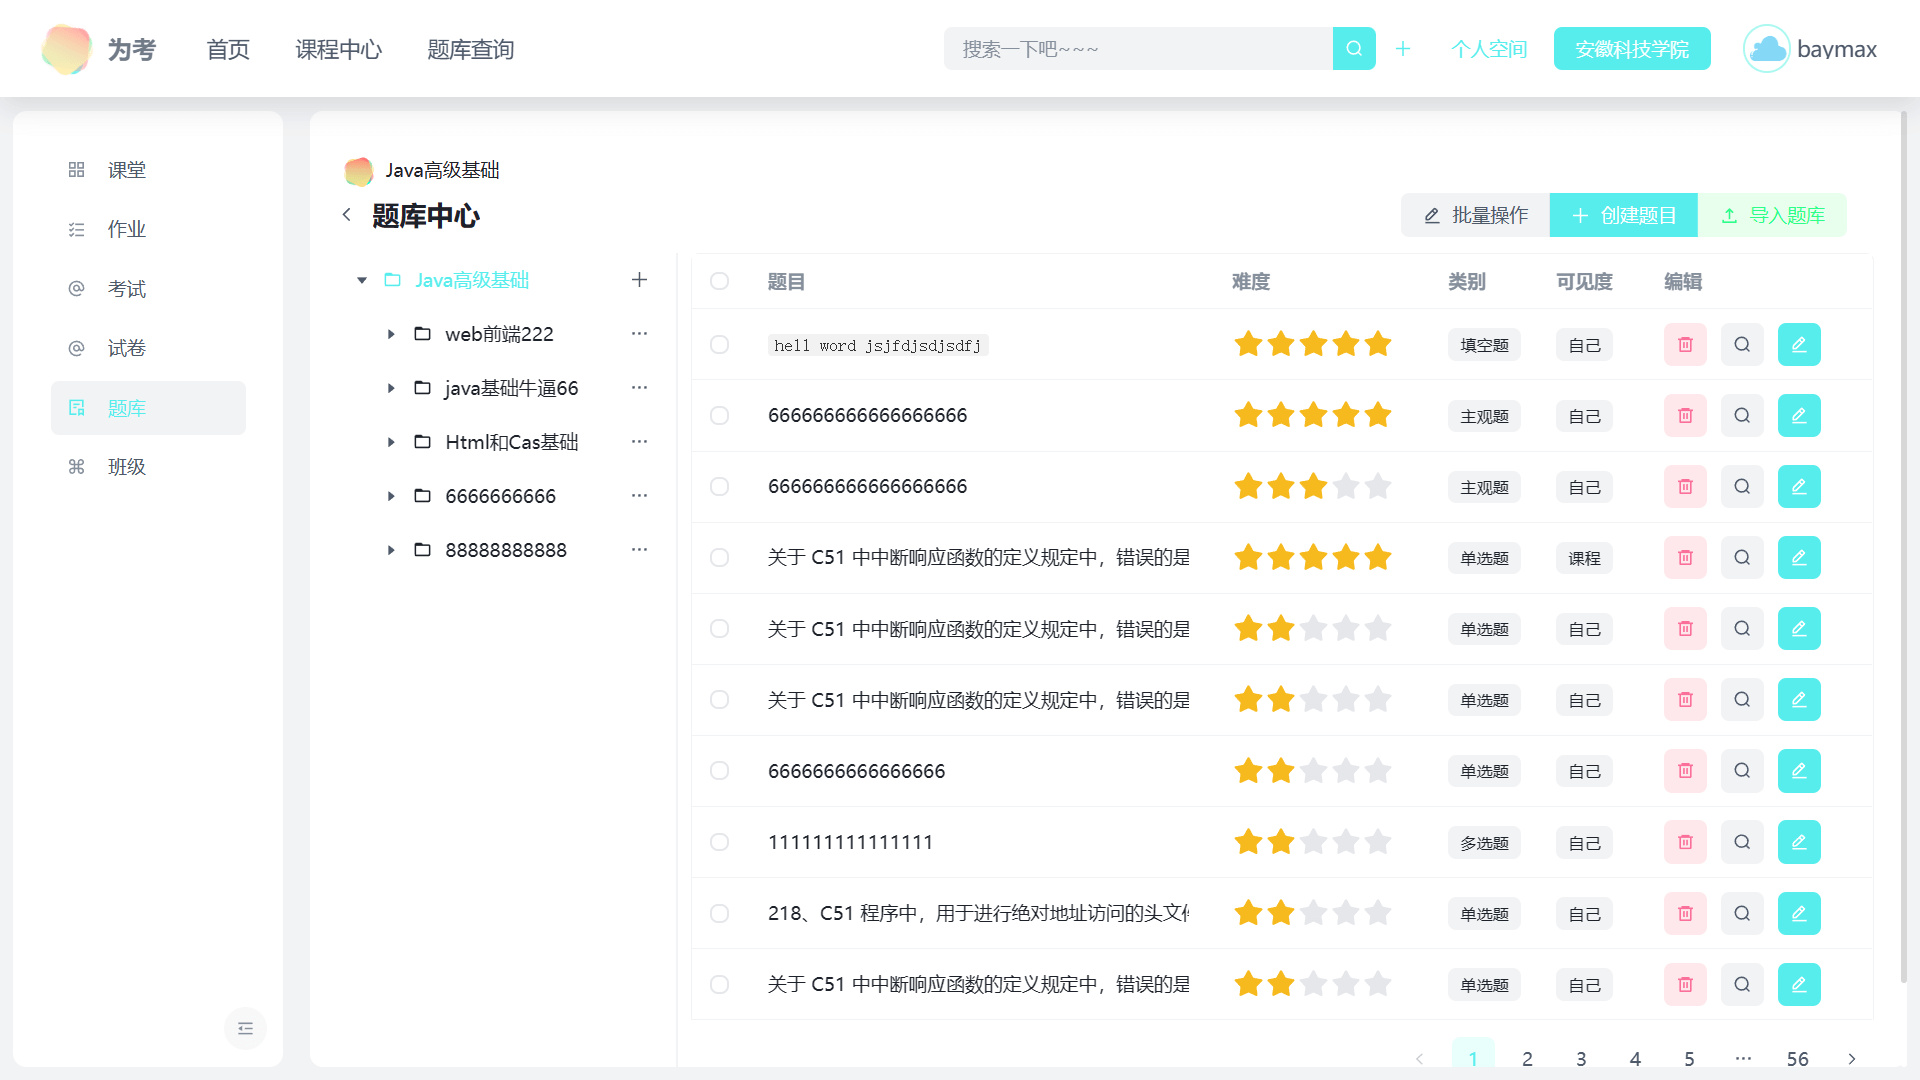 为考 首页 课程中心 题库查询 搜索一下吧~~~ 个人空间 安徽科技学院 baymax
课堂
作业
考试
试卷
题库
班级
Java高级基础
题库中心
批量操作 创建题目 导入题库
Java高级基础
web前端222
java基础牛逼66
Html和Cas基础
6666666666
88888888888
题目 难度 类别 可见度 编辑
hell word jsjfdjsdjsdfj 填空题 自己
666666666666666666 主观题 自己
666666666666666666 主观题 自己
关于 C51 中中断响应函数的定义规定中，错误的是 单选题 课程
关于 C51 中中断响应函数的定义规定中，错误的是 单选题 自己
关于 C51 中中断响应函数的定义规定中，错误的是 单选题 自己
6666666666666666 单选题 自己
111111111111111 多选题 自己
218、C51 程序中，用于进行绝对地址访问的头文 单选题 自己
关于 C51 中中断响应函数的定义规定中，错误的是 单选题 自己
1 2 3 4 5 ··· 56